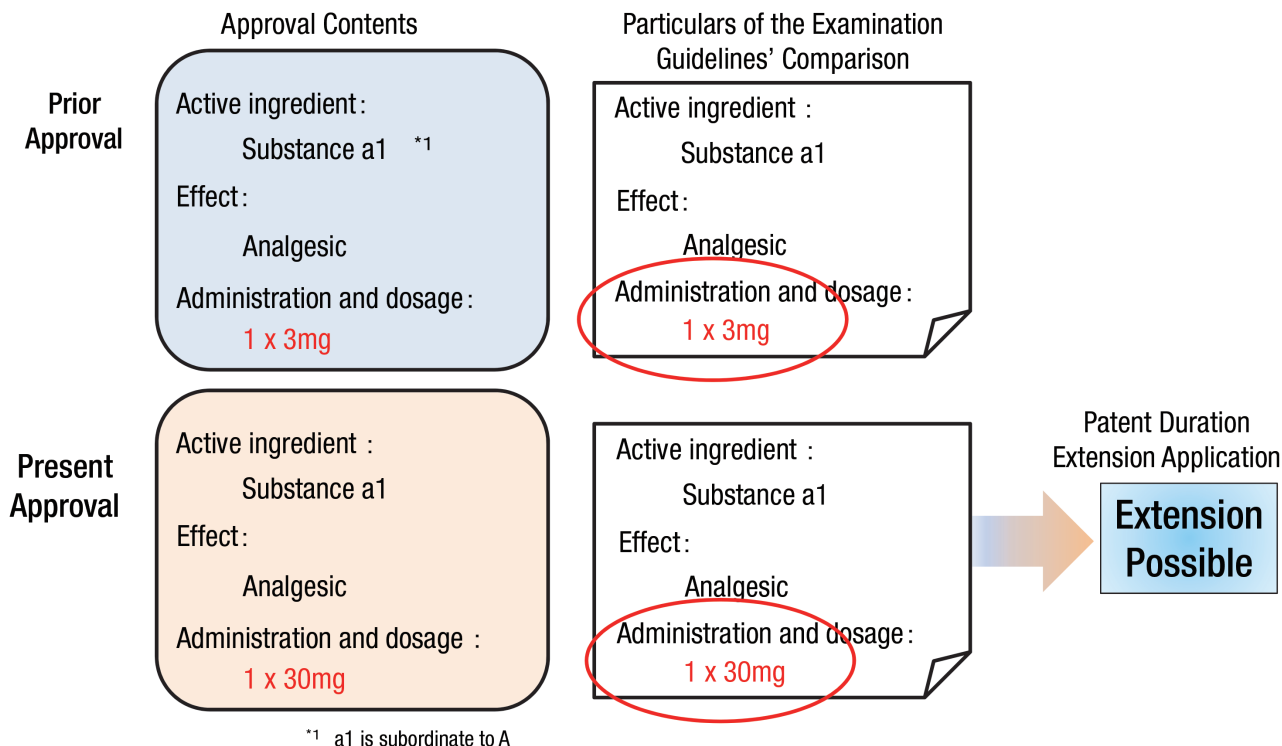 Approval Contents
Particulars of the Examination
Guidelines’ Comparison
Prior
Approval
Active ingredient :
Substance a1 *1
Effect :
Analgesic
Administration and dosage :
1 x 3mg
Active ingredient :
Substance a1
Effect :
Analgesic
Administration and dosage :
1 x 3mg
Present
Approval
Active ingredient :
Substance a1
Effect :
Analgesic
Administration and dosage :
1 x 30mg
Active ingredient :
Substance a1
Effect :
Analgesic
Administration and dosage :
1 x 30mg
Patent Duration
Extension Application
Extension
Possible
*1 a1 is subordinate to A